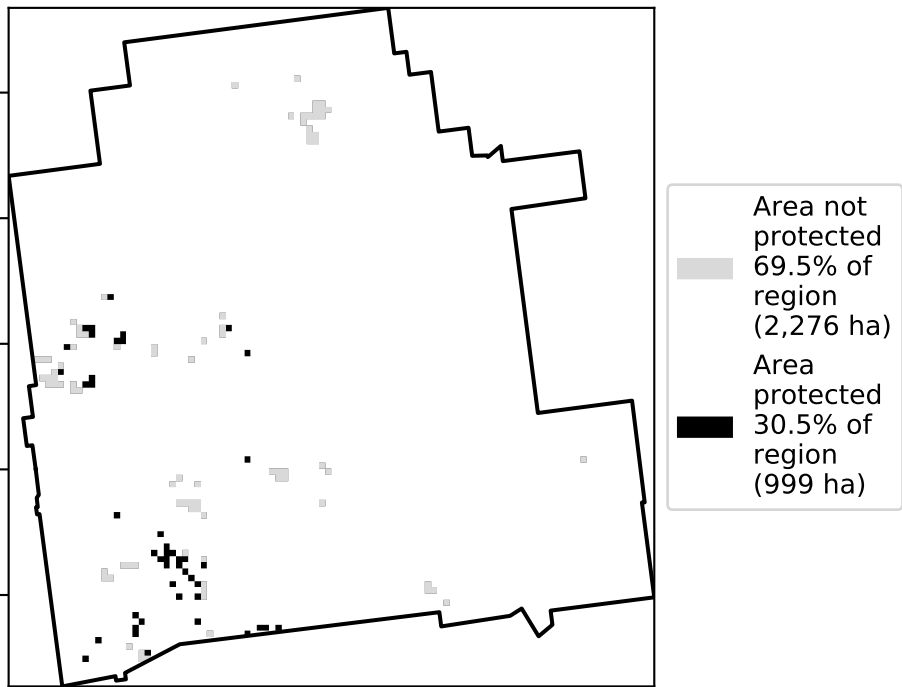 Area not
protected
69.5% of
region
(2,276 ha)
Area
protected
30.5% of
region
(999 ha)